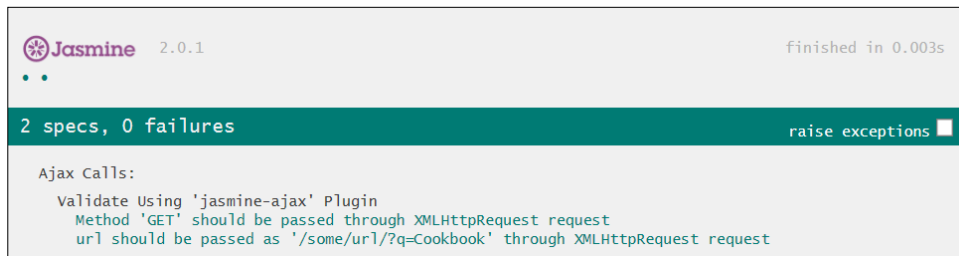 Jasmine 2.0.1 finished in 0.003s
2 specs, 0 failures raise exceptions
Ajax Calls:
Validate Using 'jasmine-ajax' Plugin
Method 'GET' should be passed through XMLHttpRequest request
url should be passed as '/some/url/?q=Cookbook' through XMLHttpRequest request